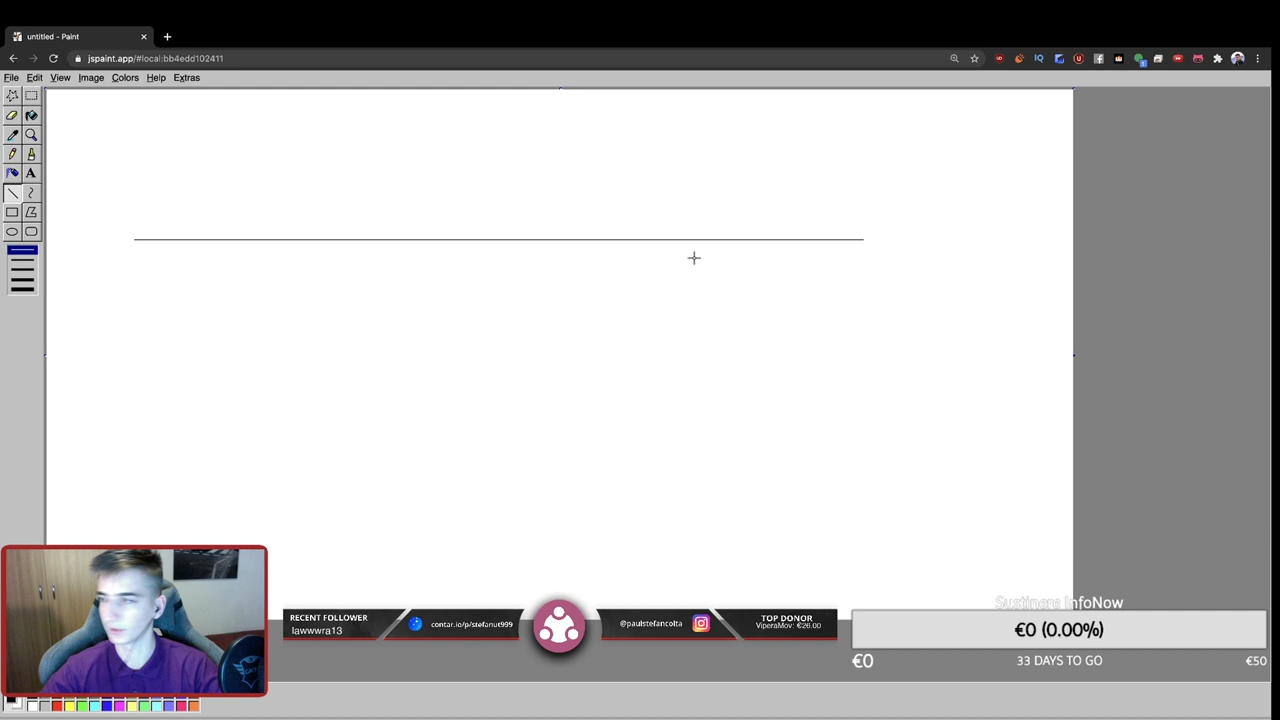 untitled - Paint
jspaint.app/#local:bb4edd102411
File Edit View Image Colors Help Extras
A
RECENT FOLLOWER
lawwwra13
contar.io/p/stefanut999
@paulstefancolta
TOP DONOR
ViperaMov: €26.00
Sustinere InfoNow
€0 (0.00%)
€0
33 DAYS TO GO
€50